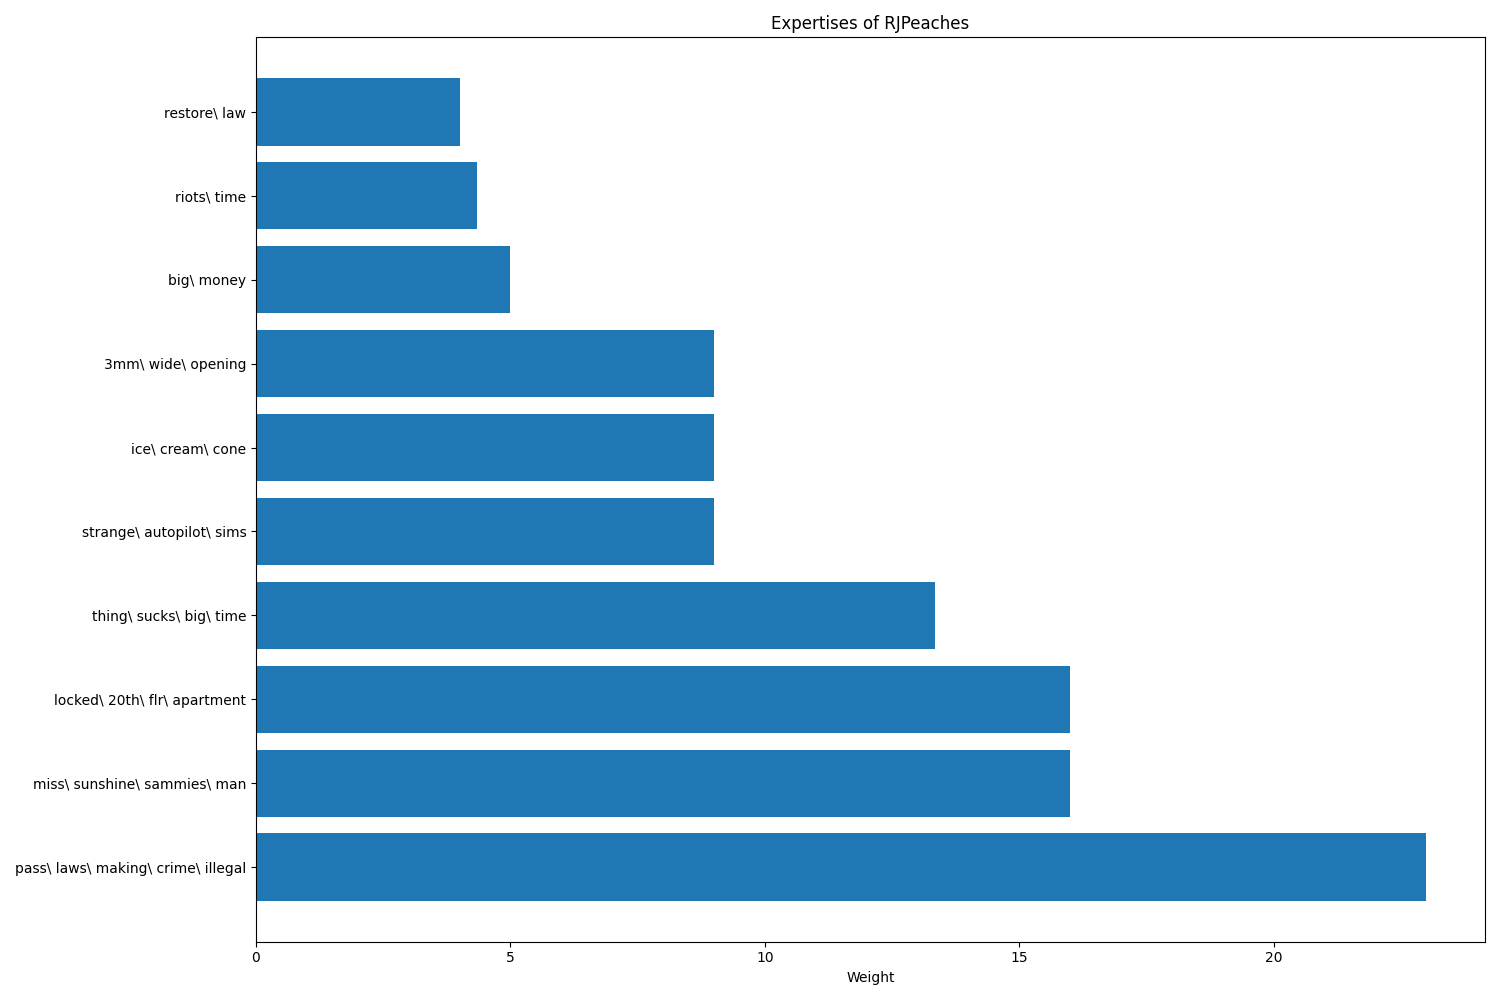 Expertises of RJPeaches
restore\ law
riots\ time
big\ money
3mm\ wide\ opening
ice\ cream\ cone
strange\ autopilot\ sims
thing\ sucks\ big\ time
locked\ 20th\ flr\ apartment
miss\ sunshine\ sammies\ man
pass\ laws\ making\ crime\ illegal
0 5 10 15 20
Weight